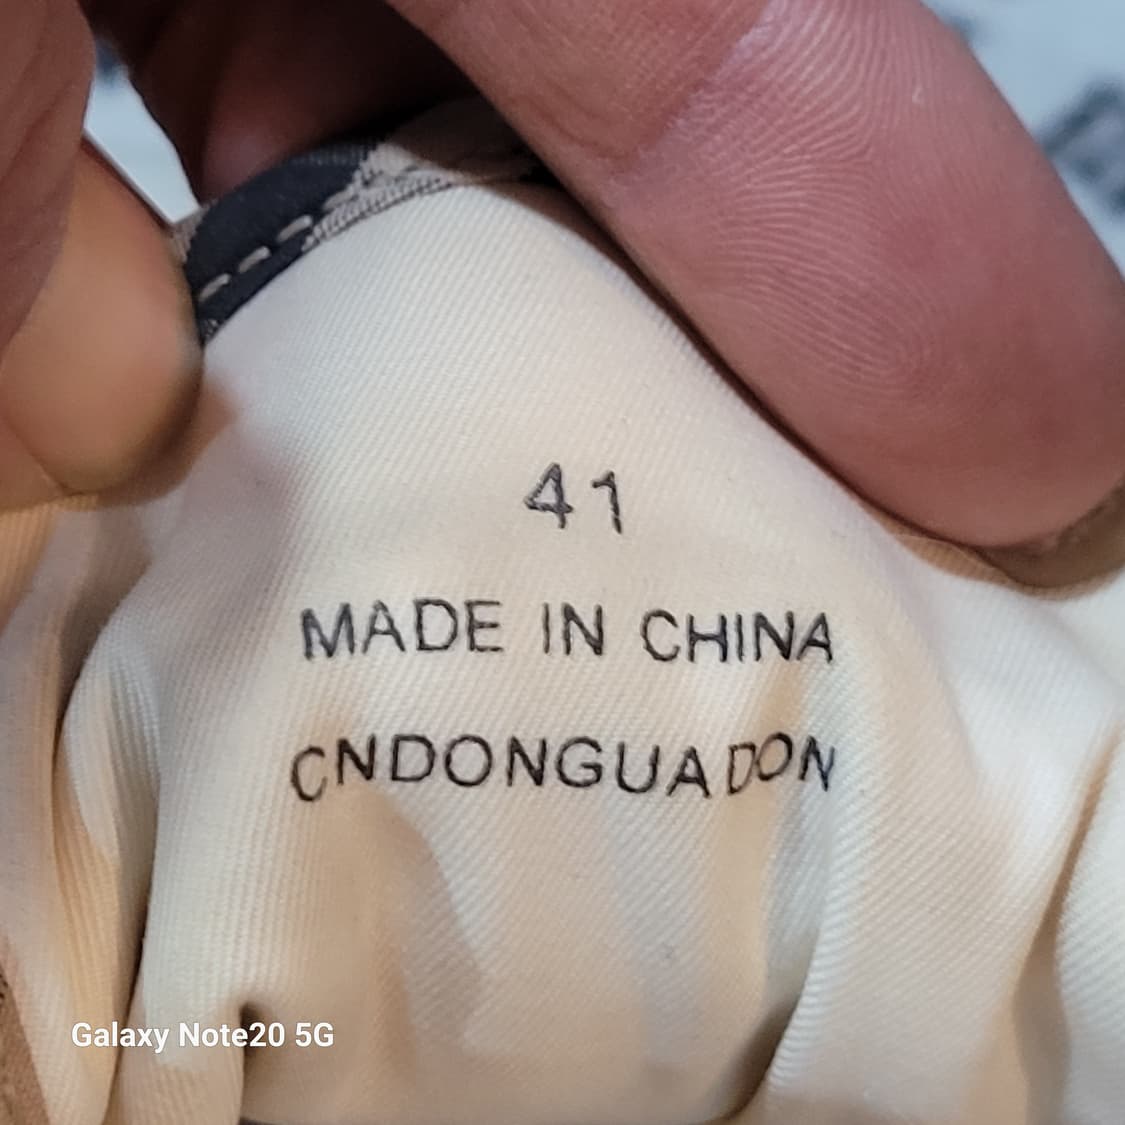 41
MADE IN CHINA
CNDONGUADON
Galaxy Note20 5G